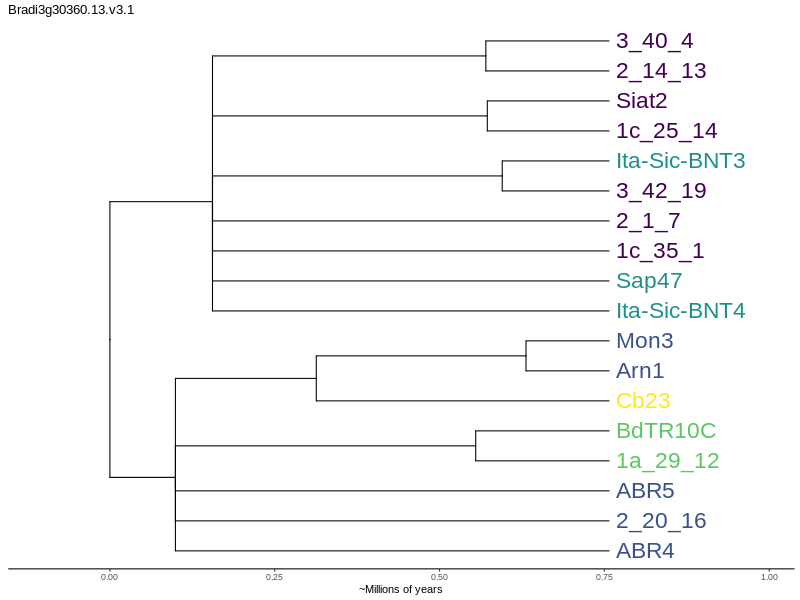 Bradi3g30360.13.v3.1
3_40_4
2_14_13
Siat2
1c_25_14
Ita-Sic-BNT3
3_42_19
2_1_7
1c_35_1
Sap47
Ita-Sic-BNT4
Mon3
Arn1
Cb23
BdTR10C
1a_29_12
ABR5
2_20_16
ABR4
0.00 0.25 0.50 0.75 1.00
~Millions of years